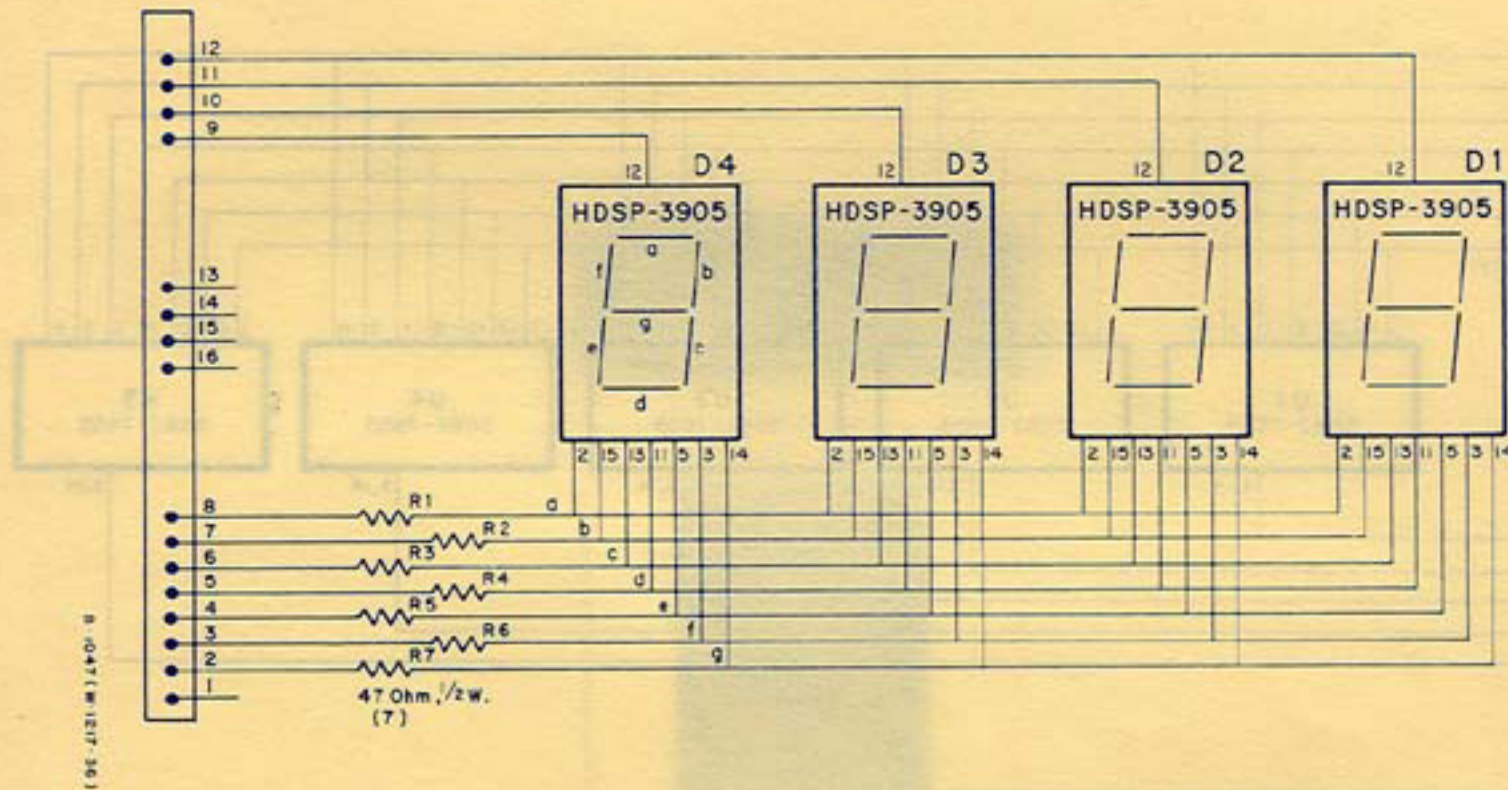 12
11
10
9
12 D4
12 D3
12 D2
12 D1
HDSP-3905 HDSP-3905 HDSP-3905 HDSP-3905
a
f b
g
e c
d
13
14
15
16
2 15 13 11 5 3 14
2 15 13 11 5 3 14
2 15 13 11 5 3 14
2 15 13 11 5 3 14
8 R1 a
7 R2 b
6 R3 c
5 R4 d
4 R5 e
3 R6 f
2 R7 g
1
47 Ohm, 1/2 W.
(7)